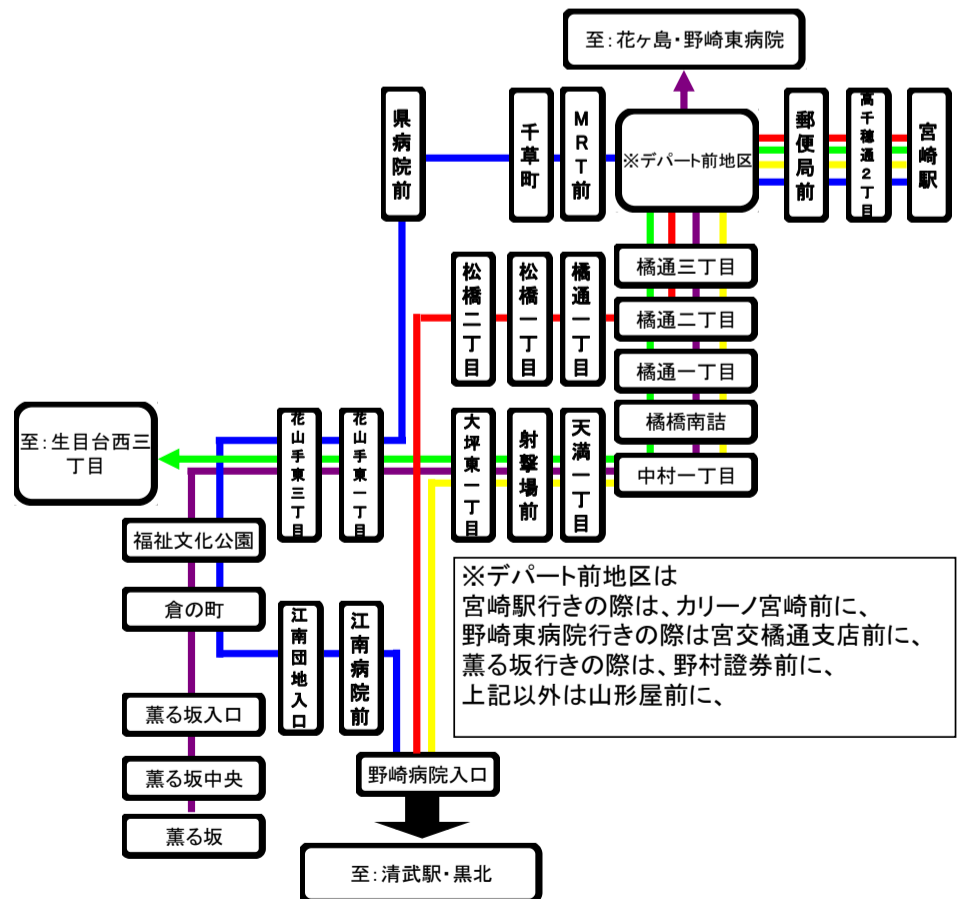 至:花ヶ島・野崎東病院
県病院前
千草町
MRT前
※デパート前地区
郵便局前
高千穂通2丁目
宮崎駅
橘通三丁目
松橋二丁目
松橋一丁目
橘通一丁目
橘通二丁目
橘通一丁目
橘橋南詰
中村一丁目
至:生目台西三
丁目
花山手東三丁目
花山手東一丁目
大坪東一丁目
射撃場前
天満一丁目
福祉文化公園
倉の町
江南団地入口
江南病院前
※デパート前地区は
宮崎駅行きの際は、カリーノ宮崎前に、
野崎東病院行きの際は宮交橘通支店前に、
薫る坂行きの際は、野村證券前に、
上記以外は山形屋前に、
薫る坂入口
薫る坂中央
薫る坂
野崎病院入口
至:清武駅・黒北